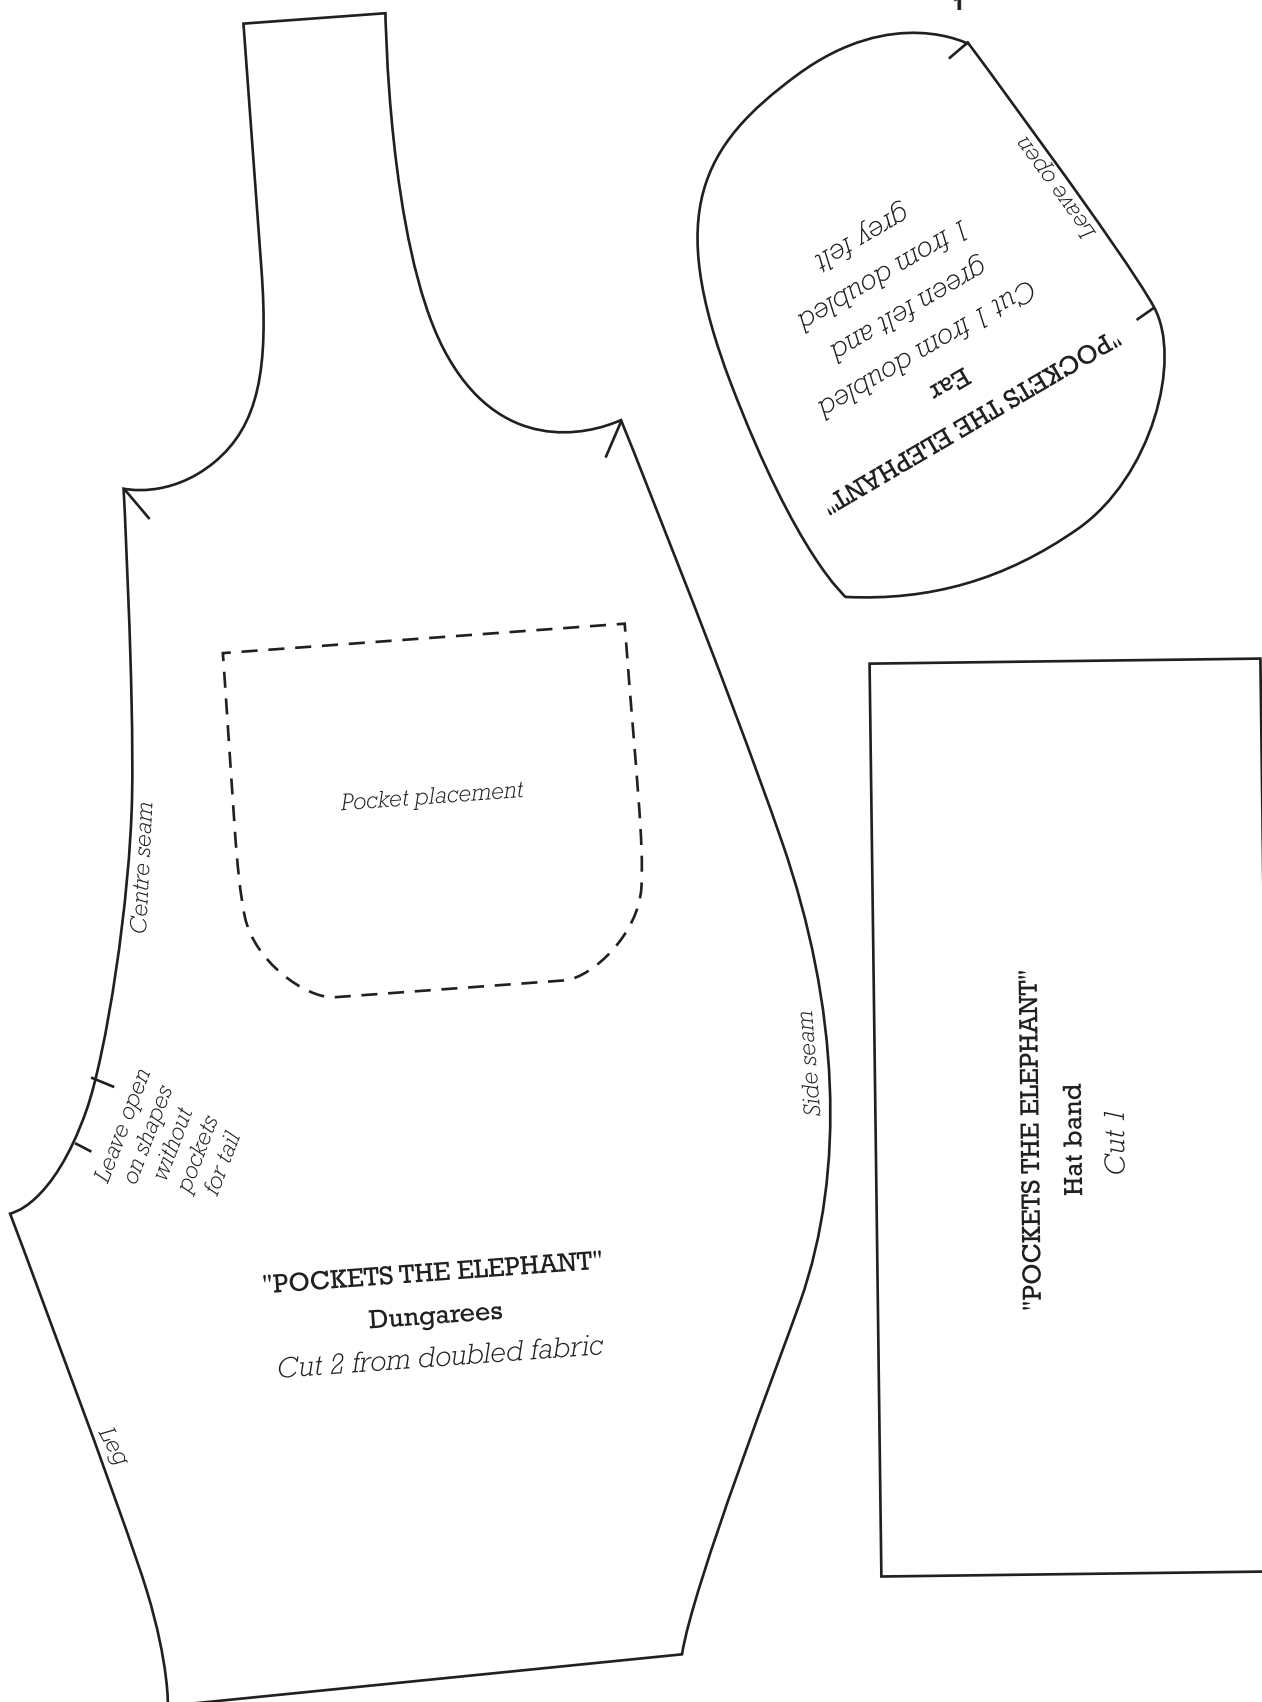 1
Leave open
"POCKETS THE ELEPHANT"
Ear
Cut 1 from doubled
green felt and
1 from doubled
grey felt
Pocket placement
Centre seam
Side seam
Leave open
on shapes
without
pockets
for tail
"POCKETS THE ELEPHANT"
Dungarees
Cut 2 from doubled fabric
Leg
"POCKETS THE ELEPHANT"
Hat band
Cut 1